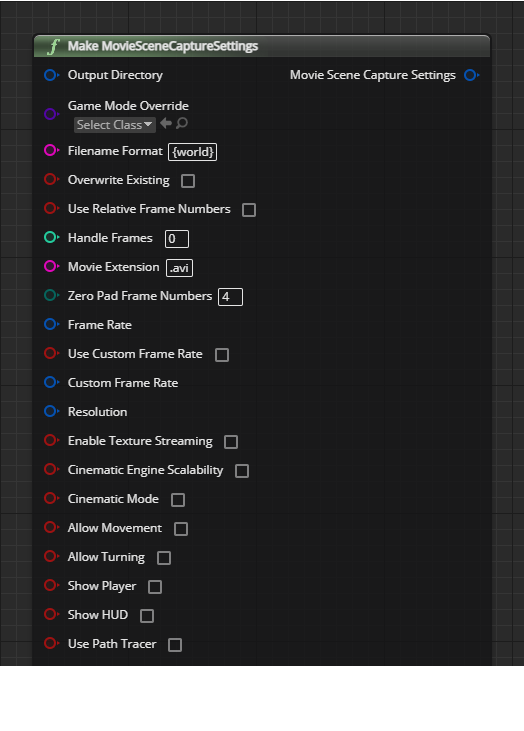 f Make MovieSceneCaptureSettings
Output Directory Movie Scene Capture Settings
Game Mode Override
Select Class
Filename Format {world}
Overwrite Existing
Use Relative Frame Numbers
Handle Frames 0
Movie Extension .avi
Zero Pad Frame Numbers 4
Frame Rate
Use Custom Frame Rate
Custom Frame Rate
Resolution
Enable Texture Streaming
Cinematic Engine Scalability
Cinematic Mode
Allow Movement
Allow Turning
Show Player
Show HUD
Use Path Tracer